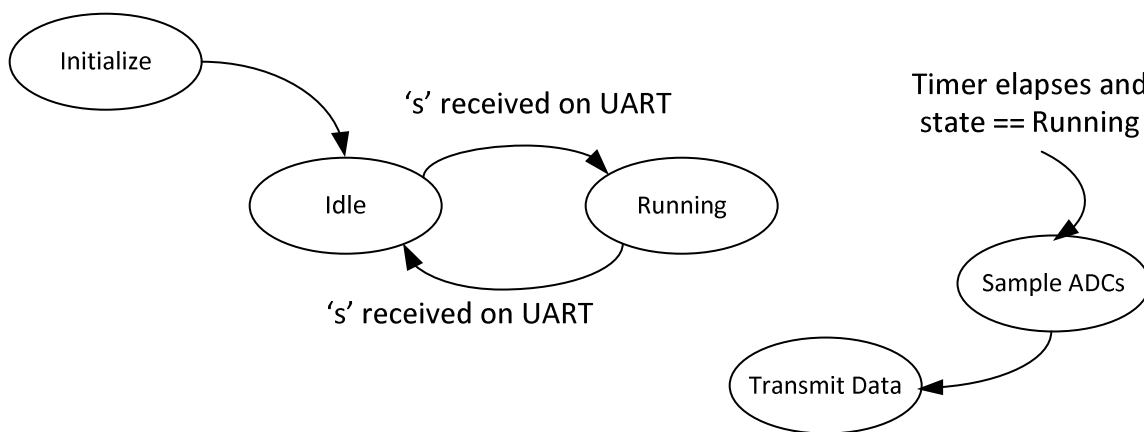 Initialize
‘s’ received on UART
Timer elapses and
state == Running
Idle
Running
Sample ADCs
‘s’ received on UART
Transmit Data